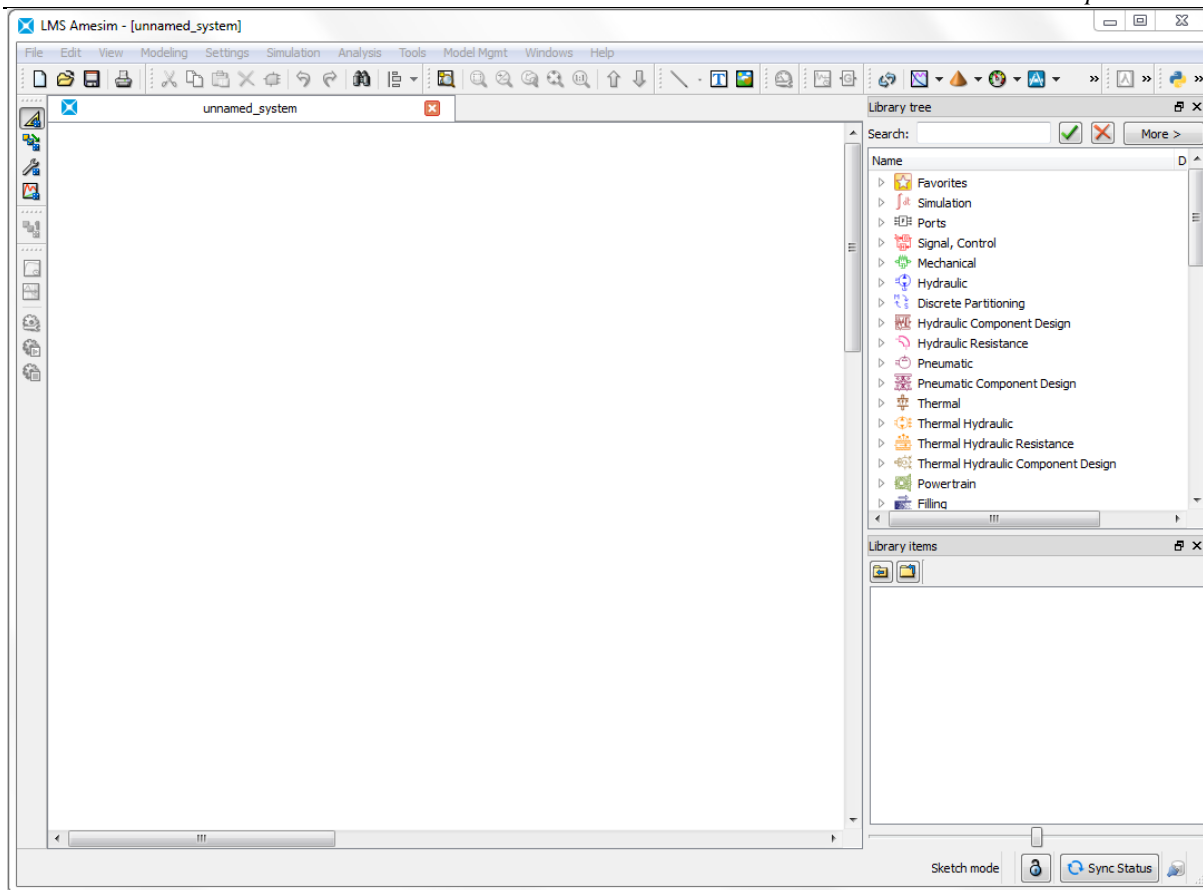 LMS Amesim - [unnamed_system]
File Edit View Modeling Settings Simulation Analysis Tools Model Mgmt Windows Help
unnamed_system
Library tree
Search:
More >
Name D
Favorites
Simulation
Ports
Signal, Control
Mechanical
Hydraulic
Discrete Partitioning
Hydraulic Component Design
Hydraulic Resistance
Pneumatic
Pneumatic Component Design
Thermal
Thermal Hydraulic
Thermal Hydraulic Resistance
Thermal Hydraulic Component Design
Powertrain
Filling
Library items
Sketch mode
Sync Status